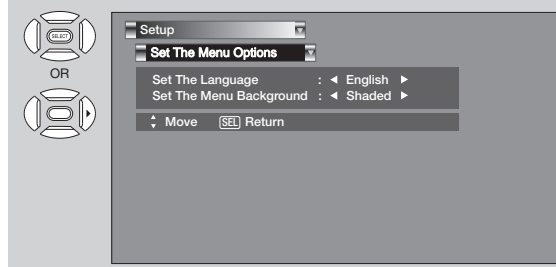 SELECT
OR
Setup
Set The Menu Options
Set The Language : ◄ English ►
Set The Menu Background : ◄ Shaded ►
Move SEL Return